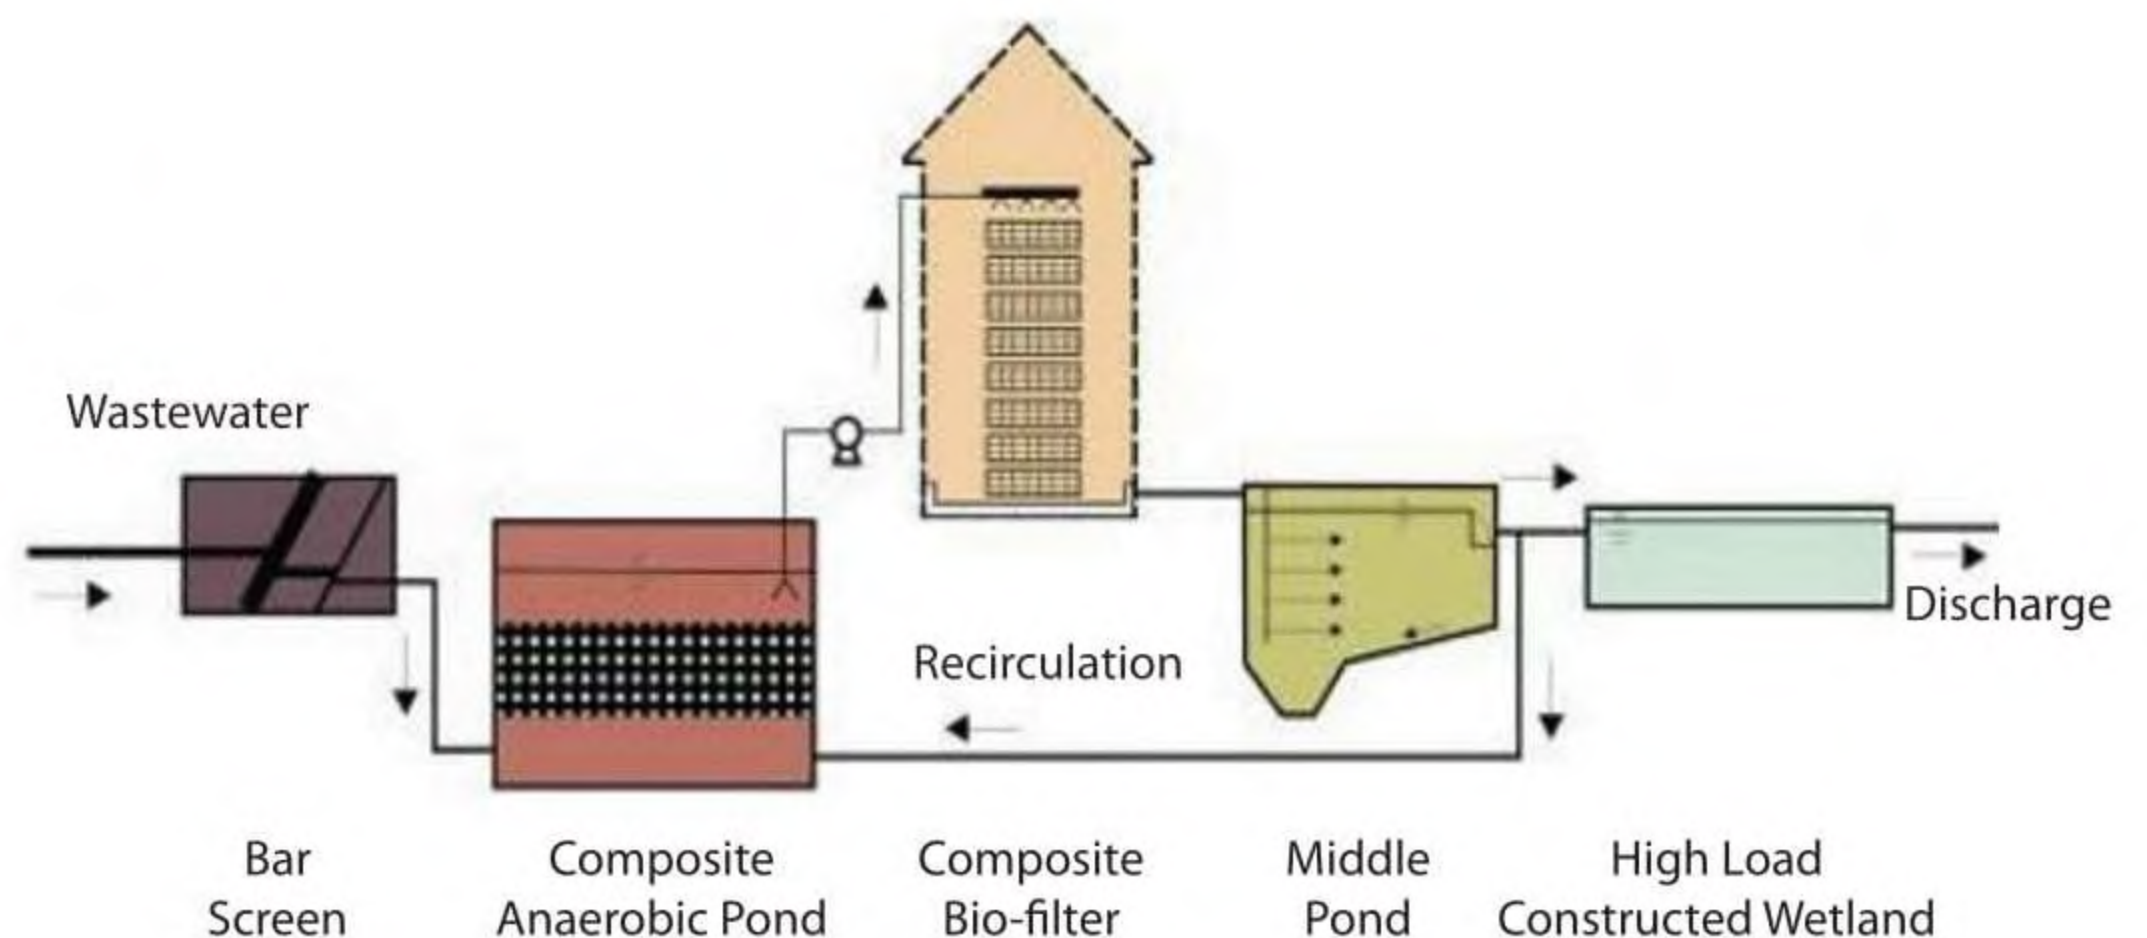 Wastewater
Recirculation
Discharge
Bar
Screen
Composite
Anaerobic Pond
Composite
Bio-filter
Middle
Pond
High Load
Constructed Wetland